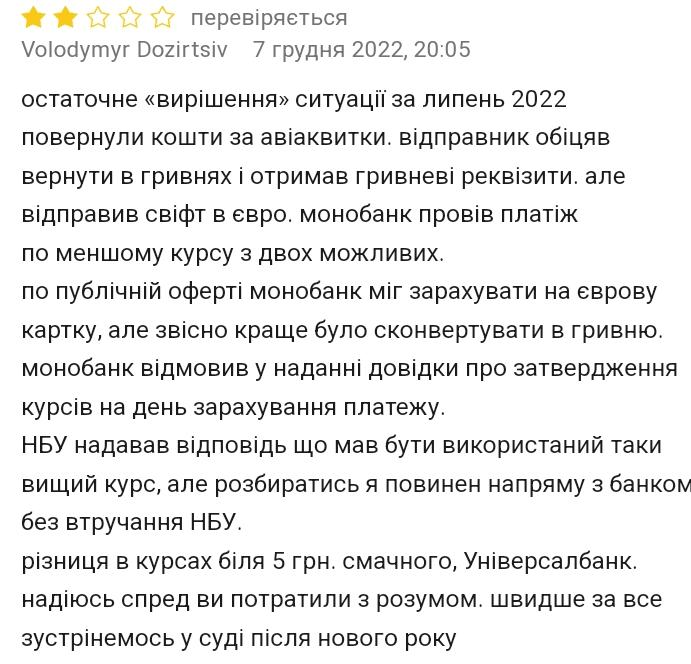 перевіряється
Volodymyr Dozirtsiv 7 грудня 2022, 20:05
остаточне «вирішення» ситуації за липень 2022
повернули кошти за авіаквитки. відправник обіцяв
вернути в гривнях і отримав гривневі реквізити. але
відправив свіфт в євро. монобанк провів платіж
по меншому курсу з двох можливих.
по публічній оферті монобанк міг зарахувати на єврову
картку, але звісно краще було сконвертувати в гривню.
монобанк відмовив у наданні довідки про затвердження
курсів на день зарахування платежу.
НБУ надавав відповідь що мав бути використаний таки
вищий курс, але розбиратись я повинен напряму з банком
без втручання НБУ.
різниця в курсах біля 5 грн. смачного, Універсалбанк.
надіюсь спред ви потратили з розумом. швидше за все
зустрінемось у суді після нового року